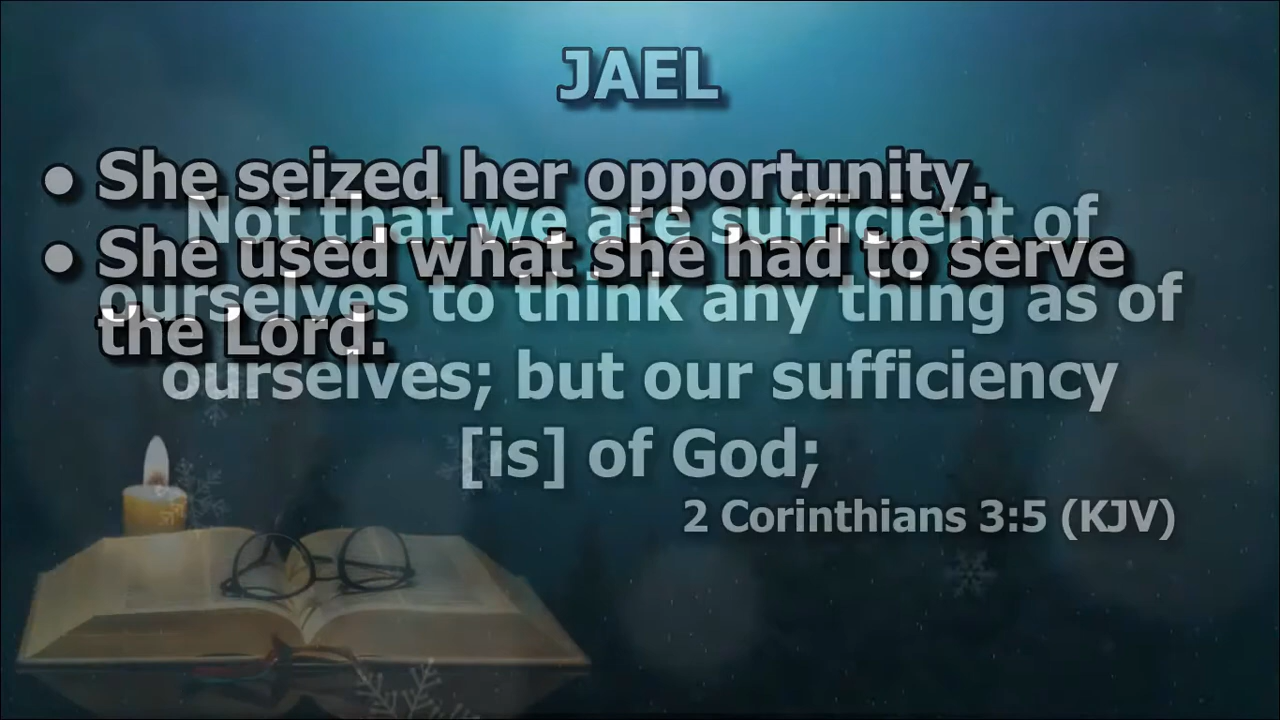 JAEL
• She seized her opportunity.
• She used what she had to serve
the Lord.
Not that we are sufficient of
ourselves to think any thing as of
ourselves; but our sufficiency
[is] of God;
2 Corinthians 3:5 (KJV)